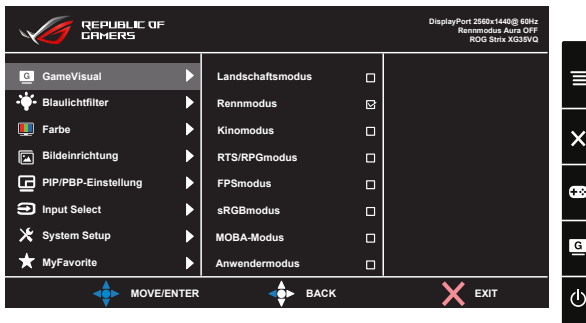 REPUBLIC OF
GAMERS
DisplayPort 2560x1440@ 60Hz
Rennmodus Aura OFF
ROG Strix XG35VQ
G GameVisual
Blaulichtfilter
Farbe
Bildeinrichtung
PIP/PBP-Einstellung
Input Select
System Setup
MyFavorite
Landschaftsmodus
Rennmodus
Kinomodus
RTS/RPGmodus
FPSmodus
sRGBmodus
MOBA-Modus
Anwendermodus
MOVE/ENTER
BACK
EXIT
G